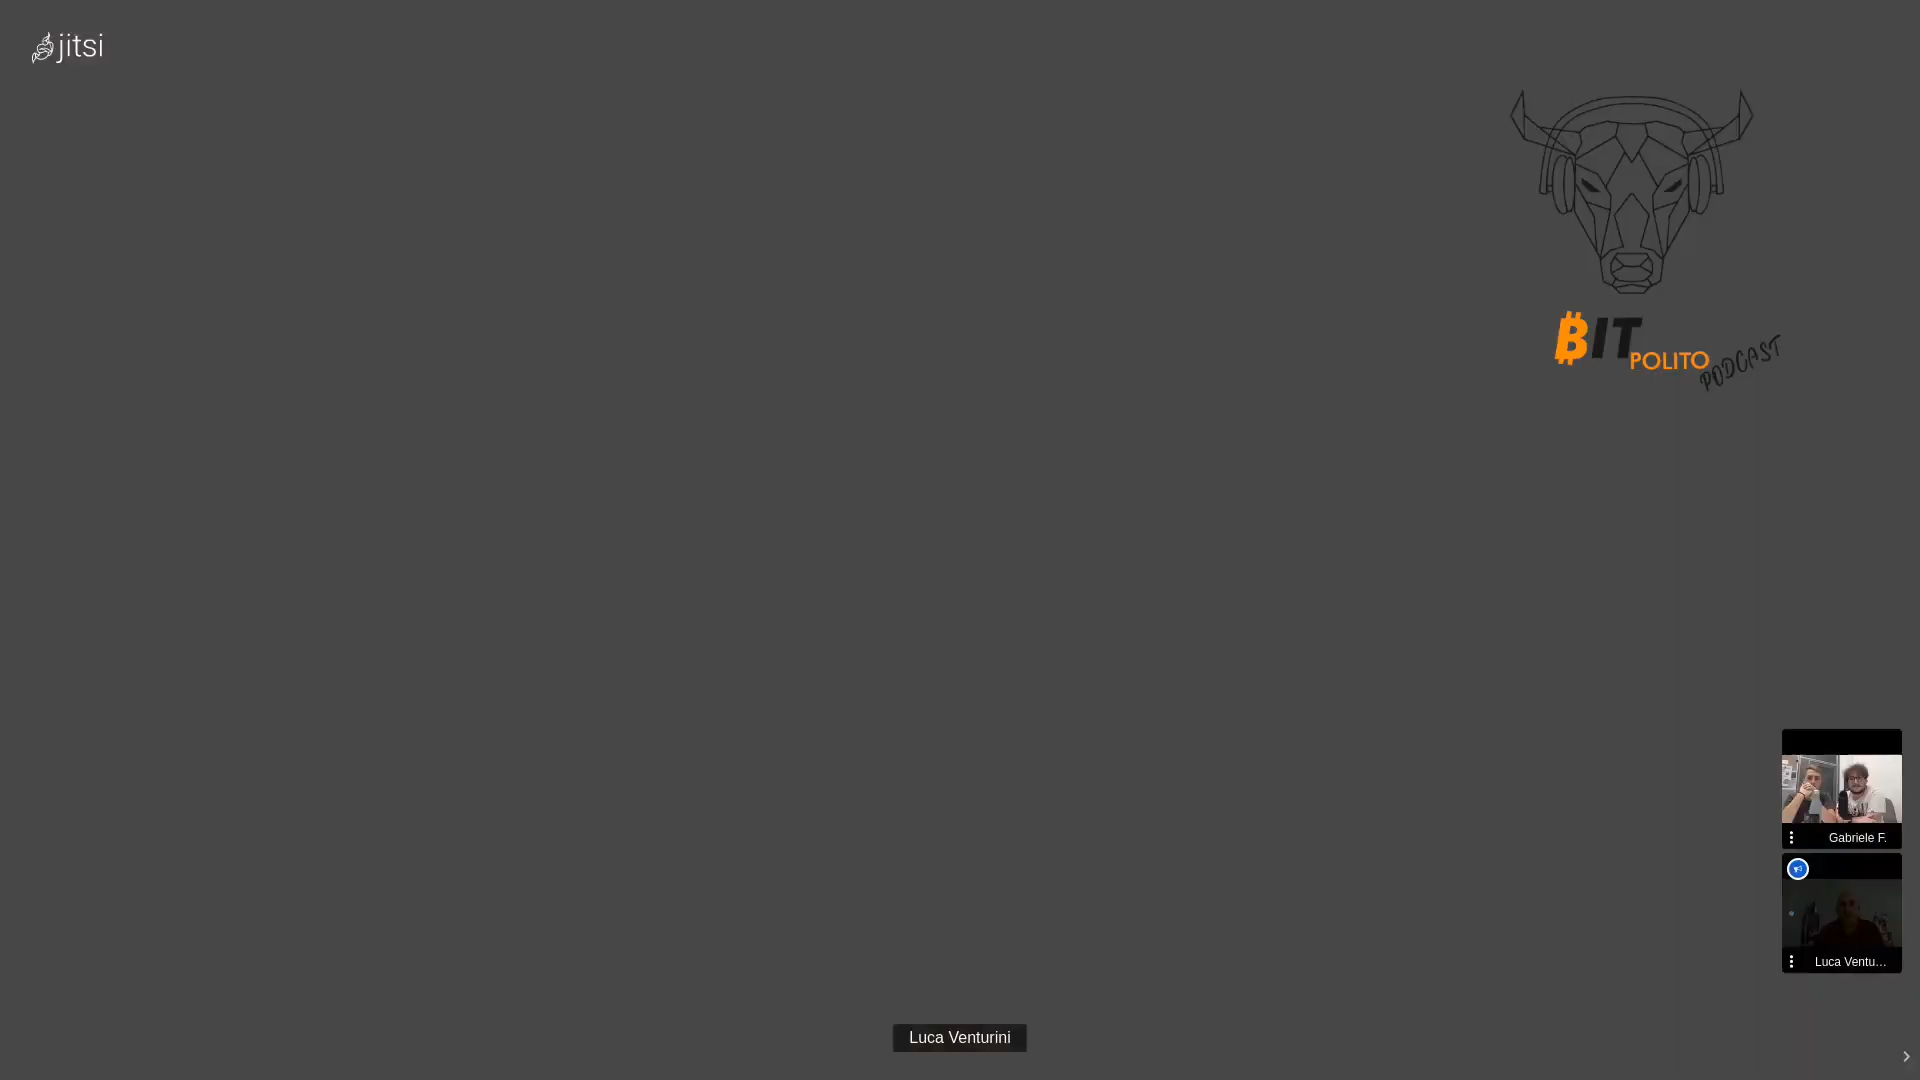 jitsi
BIT
POLITO
PODCAST
Gabriele F.
Luca Ventu...
Luca Venturini